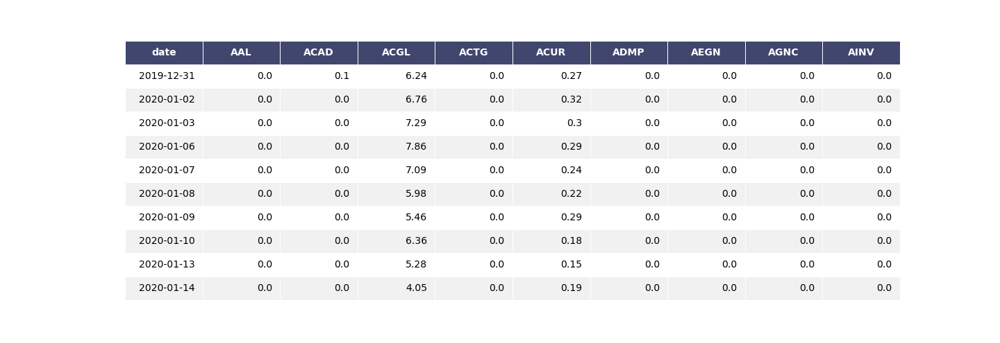 date AAL ACAD ACGL ACTG ACUR ADMP AEGN AGNC AINV
2019-12-31 0.0 0.1 6.24 0.0 0.27 0.0 0.0 0.0 0.0
2020-01-02 0.0 0.0 6.76 0.0 0.32 0.0 0.0 0.0 0.0
2020-01-03 0.0 0.0 7.29 0.0 0.3 0.0 0.0 0.0 0.0
2020-01-06 0.0 0.0 7.86 0.0 0.29 0.0 0.0 0.0 0.0
2020-01-07 0.0 0.0 7.09 0.0 0.24 0.0 0.0 0.0 0.0
2020-01-08 0.0 0.0 5.98 0.0 0.22 0.0 0.0 0.0 0.0
2020-01-09 0.0 0.0 5.46 0.0 0.29 0.0 0.0 0.0 0.0
2020-01-10 0.0 0.0 6.36 0.0 0.18 0.0 0.0 0.0 0.0
2020-01-13 0.0 0.0 5.28 0.0 0.15 0.0 0.0 0.0 0.0
2020-01-14 0.0 0.0 4.05 0.0 0.19 0.0 0.0 0.0 0.0